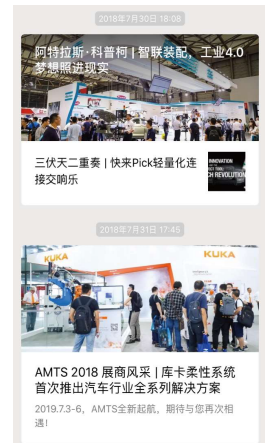 2018年7月30日 18:08
阿特拉斯·科普柯 | 智联装配，工业4.0
梦想照进现实
三伏天二重奏 | 快来Pick轻量化连
接交响乐
INNOVATION
CH REVOLUTION
2018年7月31日 17:45
KUKA
KUKA
AMTS 2018 展商风采 | 库卡柔性系统
首次推出汽车行业全系列解决方案
2019.7.3-6，AMTS全新起航，期待与您再次相
遇！